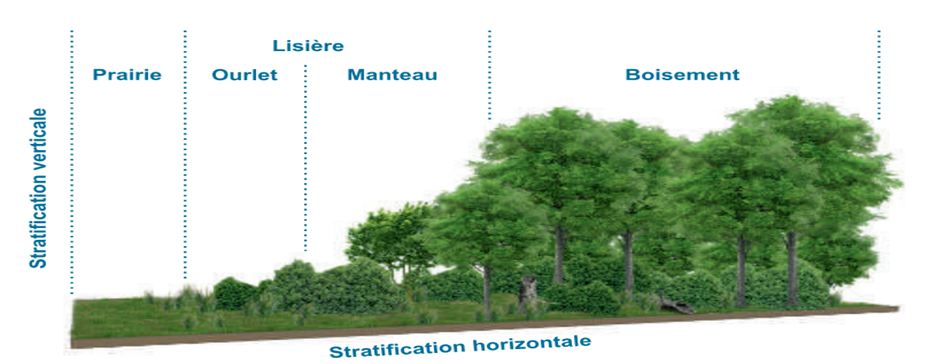 Lisière
Prairie
Ourlet
Manteau
Boisement
Stratification verticale
Stratification horizontale